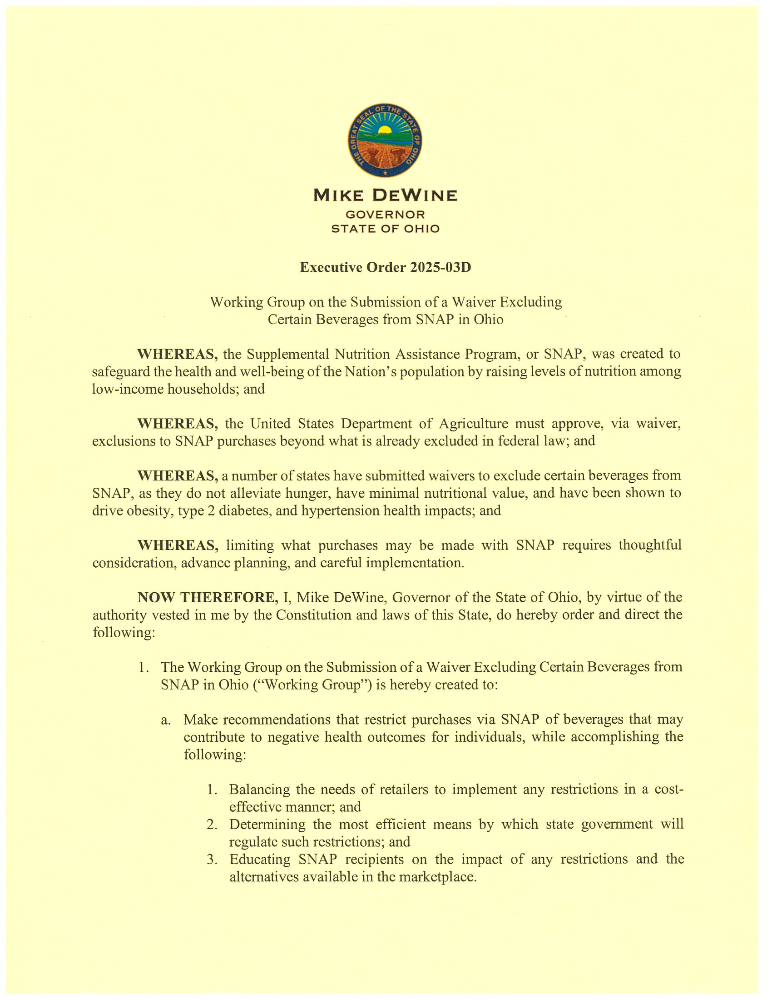 THE GREAT SEAL OF THE STATE OF OHIO
MIKE DEWINE
GOVERNOR
STATE OF OHIO
Executive Order 2025-03D
Working Group on the Submission of a Waiver Excluding
Certain Beverages from SNAP in Ohio
WHEREAS, the Supplemental Nutrition Assistance Program, or SNAP, was created to
safeguard the health and well-being of the Nation’s population by raising levels of nutrition among
low-income households; and
WHEREAS, the United States Department of Agriculture must approve, via waiver,
exclusions to SNAP purchases beyond what is already excluded in federal law; and
WHEREAS, a number of states have submitted waivers to exclude certain beverages from
SNAP, as they do not alleviate hunger, have minimal nutritional value, and have been shown to
drive obesity, type 2 diabetes, and hypertension health impacts; and
WHEREAS, limiting what purchases may be made with SNAP requires thoughtful
consideration, advance planning, and careful implementation.
NOW THEREFORE, I, Mike DeWine, Governor of the State of Ohio, by virtue of the
authority vested in me by the Constitution and laws of this State, do hereby order and direct the
following:
1. The Working Group on the Submission of a Waiver Excluding Certain Beverages from
SNAP in Ohio (“Working Group”) is hereby created to:
a. Make recommendations that restrict purchases via SNAP of beverages that may
contribute to negative health outcomes for individuals, while accomplishing the
following:
1. Balancing the needs of retailers to implement any restrictions in a cost-
effective manner; and
2. Determining the most efficient means by which state government will
regulate such restrictions; and
3. Educating SNAP recipients on the impact of any restrictions and the
alternatives available in the marketplace.